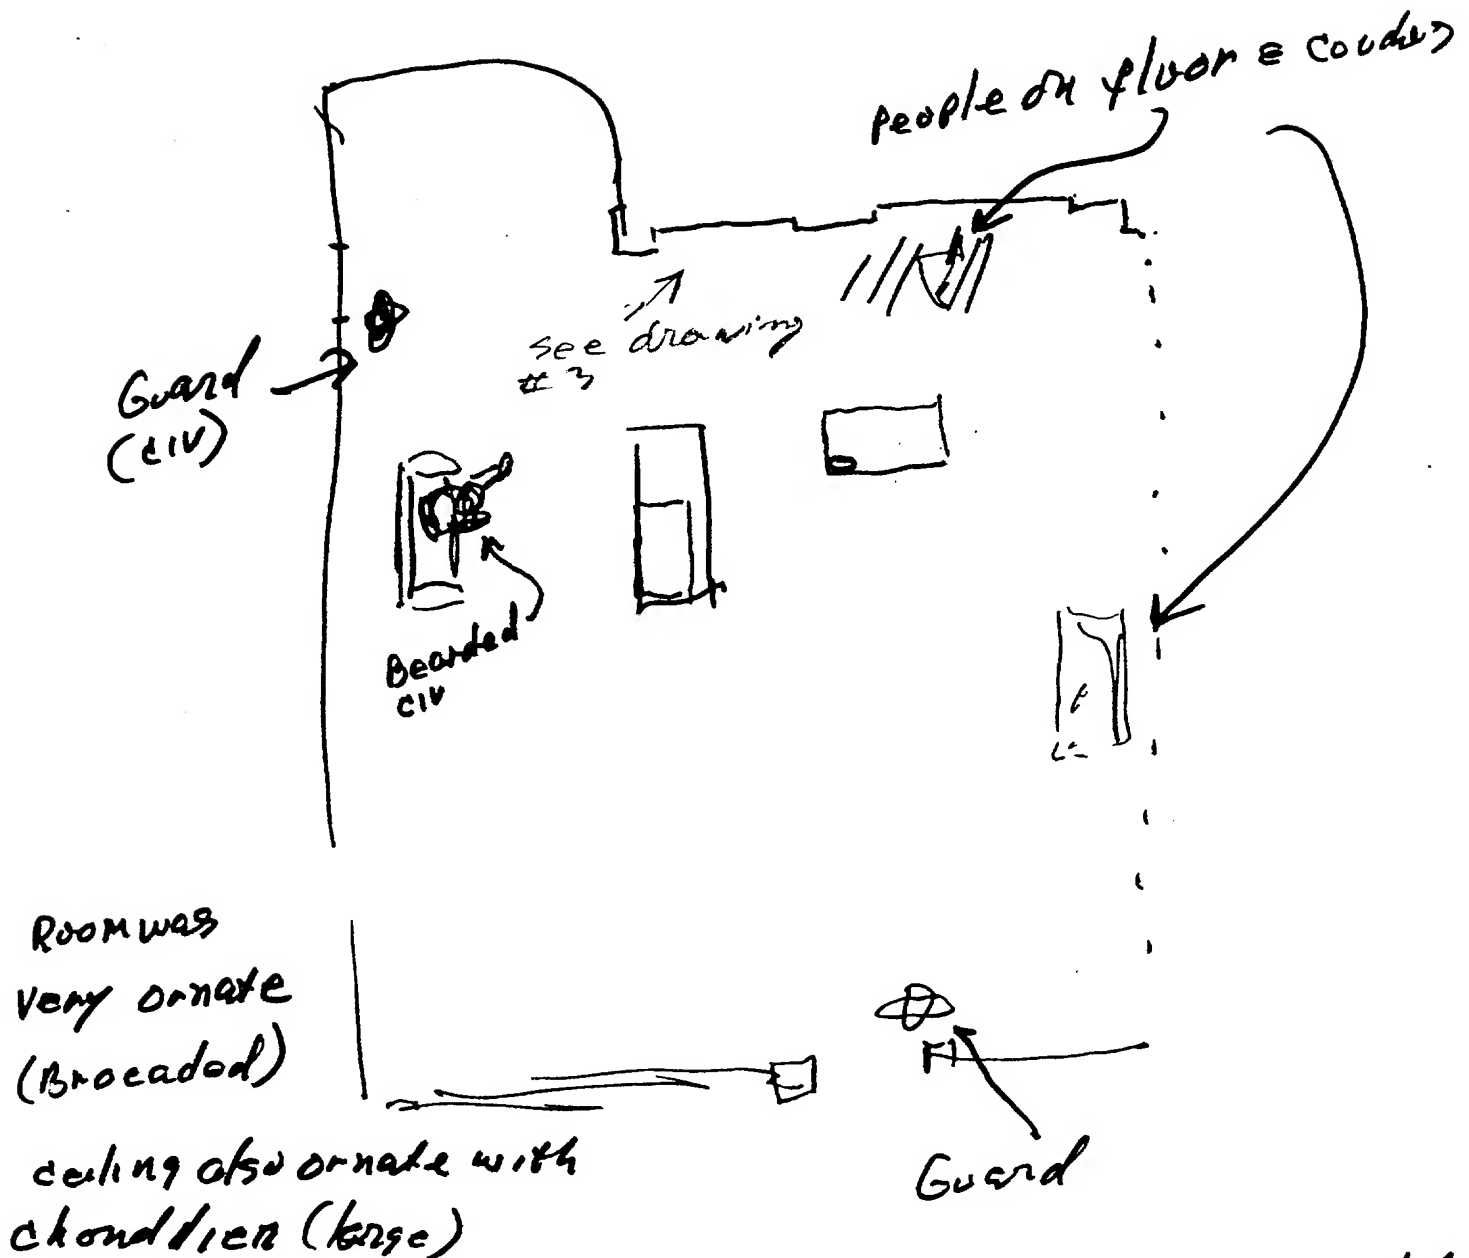 People on floor & couches
see drawing
#3
Guard
(civ)
Bearded
civ
Room was
very ornate
(Brocaded)
ceiling also ornate with
chonddier (large)
Guard